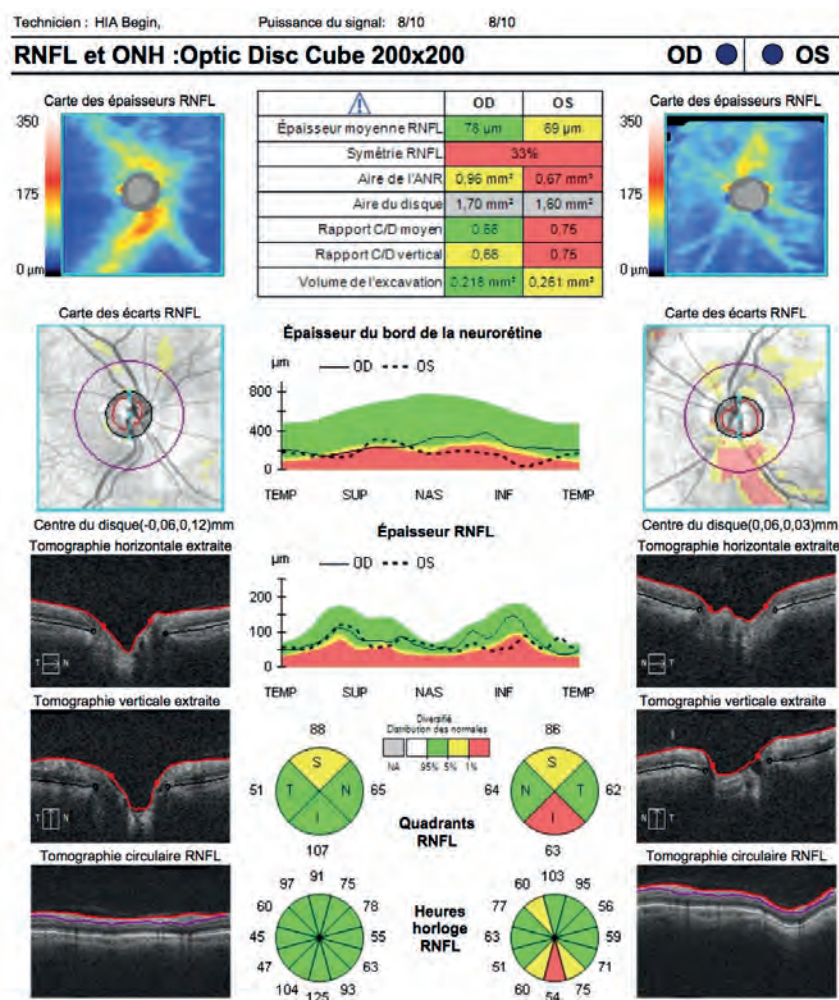 Technicien : HIA Begin, Puissance du signal: 8/10 8/10
RNFL et ONH :Optic Disc Cube 200x200 OD OS
Carte des épaisseurs RNFL
350
175
0 µm
OD OS
Épaisseur moyenne RNFL 78 µm 69 µm
Symétrie RNFL 33%
Aire de l'ANR 0,96 mm² 0,67 mm²
Aire du disque 1,70 mm² 1,60 mm²
Rapport C/D moyen 0,66 0,75
Rapport C/D vertical 0,68 0,75
Volume de l'excavation 0,218 mm³ 0,261 mm³
Carte des épaisseurs RNFL
350
175
0 µm
Carte des écarts RNFL
Centre du disque(-0,06,0,12)mm
Épaisseur du bord de la neurorétine
µm OD OS
800
400
0
TEMP SUP NAS INF TEMP
Carte des écarts RNFL
Centre du disque(0,06,0,03)mm
Tomographie horizontale extraite
T N
Épaisseur RNFL
µm OD OS
200
100
0
TEMP SUP NAS INF TEMP
Tomographie horizontale extraite
N T
Tomographie verticale extraite
T N
Diversifié
Distribution des normales
NA 95% 5% 1%
88
S
51 T N 65
I
107
Quadrants
RNFL
86
S
64 N T 62
I
63
Tomographie verticale extraite
I
N T
Tomographie circulaire RNFL
91
97 75
60 78
45 55
47 63
104 93
125
Heures
horloge
RNFL
103
60 95
77 56
63 59
51 71
60 75
54
Tomographie circulaire RNFL